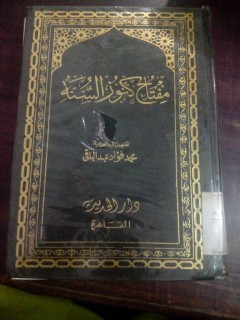 مفتاح كنوز السنة
محمد فؤاد عبد الباقي
دار الحديث
القاهرة